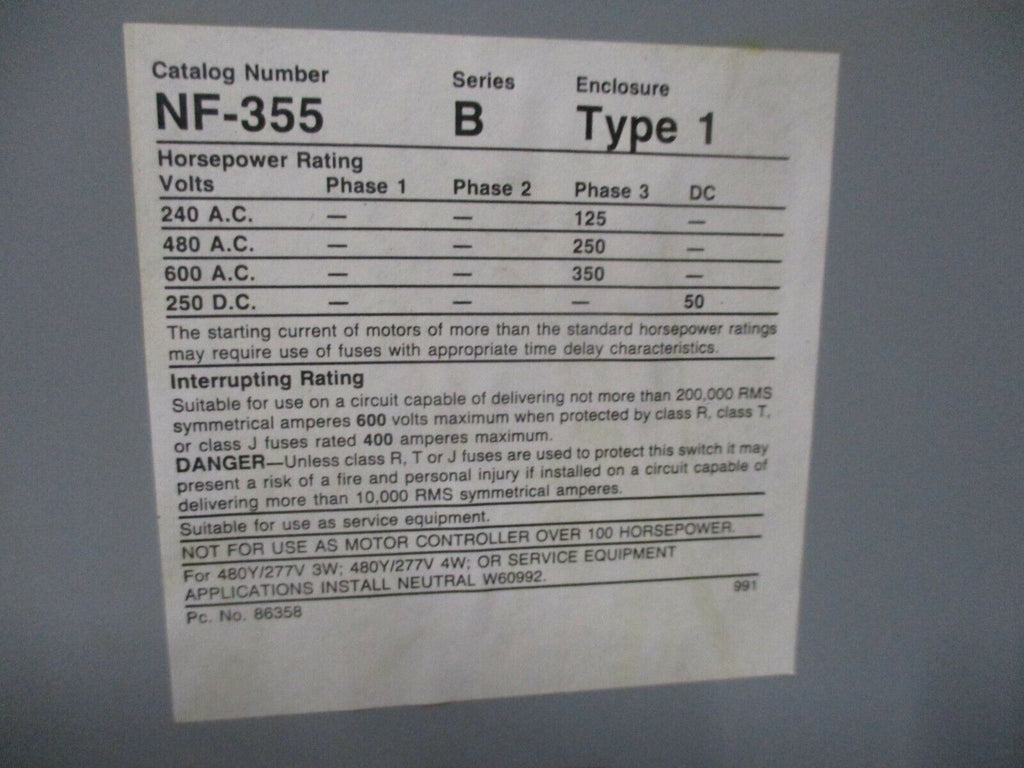 Catalog Number Series Enclosure
NF-355 B Type 1
Horsepower Rating
Volts Phase 1 Phase 2 Phase 3 DC
240 A.C. — — 125 —
480 A.C. — — 250 —
600 A.C. — — 350 —
250 D.C. — — — 50
The starting current of motors of more than the standard horsepower ratings
may require use of fuses with appropriate time delay characteristics.
Interrupting Rating
Suitable for use on a circuit capable of delivering not more than 200,000 RMS
symmetrical amperes 600 volts maximum when protected by class R, class T,
or class J fuses rated 400 amperes maximum.
DANGER—Unless class R, T or J fuses are used to protect this switch it may
present a risk of a fire and personal injury if installed on a circuit capable of
delivering more than 10,000 RMS symmetrical amperes.
Suitable for use as service equipment.
NOT FOR USE AS MOTOR CONTROLLER OVER 100 HORSEPOWER.
For 480Y/277V 3W; 480Y/277V 4W; OR SERVICE EQUIPMENT
APPLICATIONS INSTALL NEUTRAL W60992.
991
Pc. No. 86358